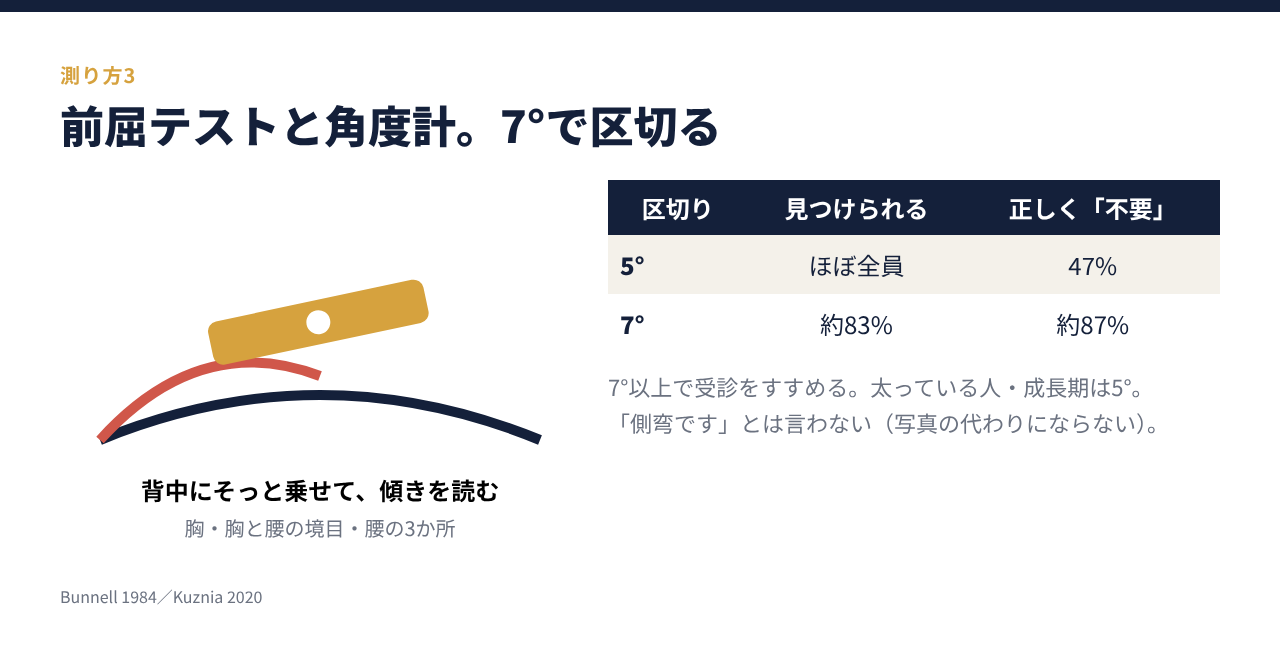 測り方3
前屈テストと角度計。7°で区切る
区切り 見つけられる 正しく「不要」
5° ほぼ全員 47%
7° 約83% 約87%
7°以上で受診をすすめる。太っている人・成長期は5°。
「側弯です」とは言わない（写真の代わりにならない）。
背中にそっと乗せて、傾きを読む
胸・胸と腰の境目・腰の3か所
Bunnell 1984／Kuznia 2020